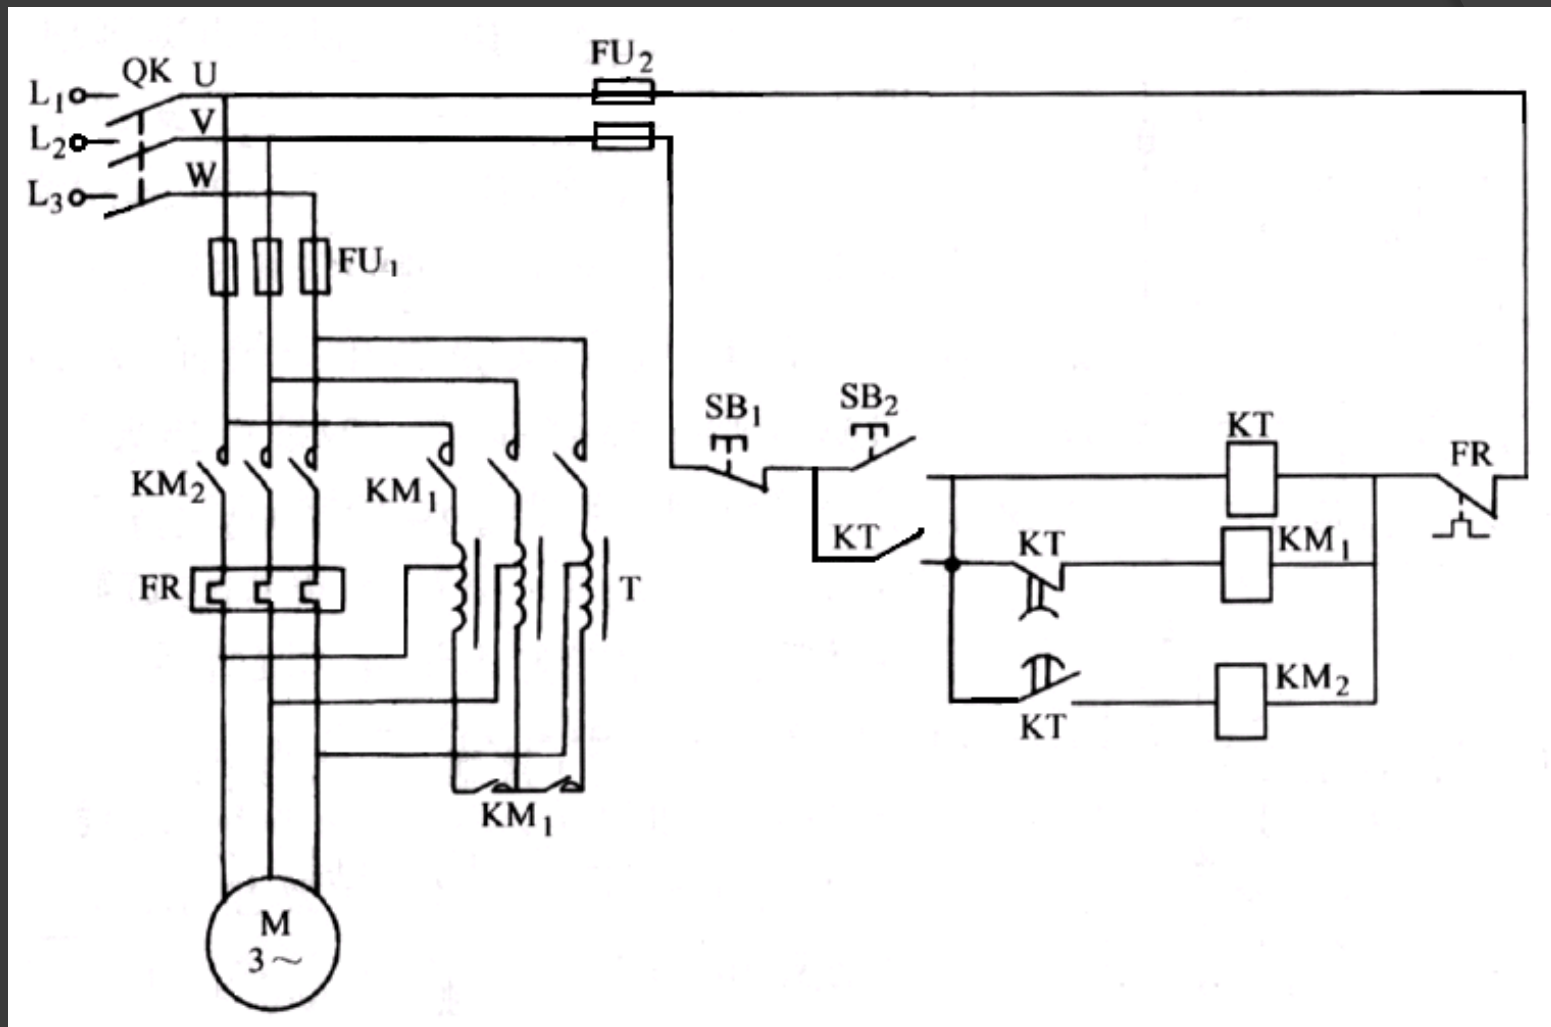 FU₂
QK U
L₁
V
L₂
W
L₃
FU₁
SB₁
SB₂
KT
FR
KM₂
KM₁
KT
KT
KM₁
FR
T
KM₂
KT
KM₁
M
3~